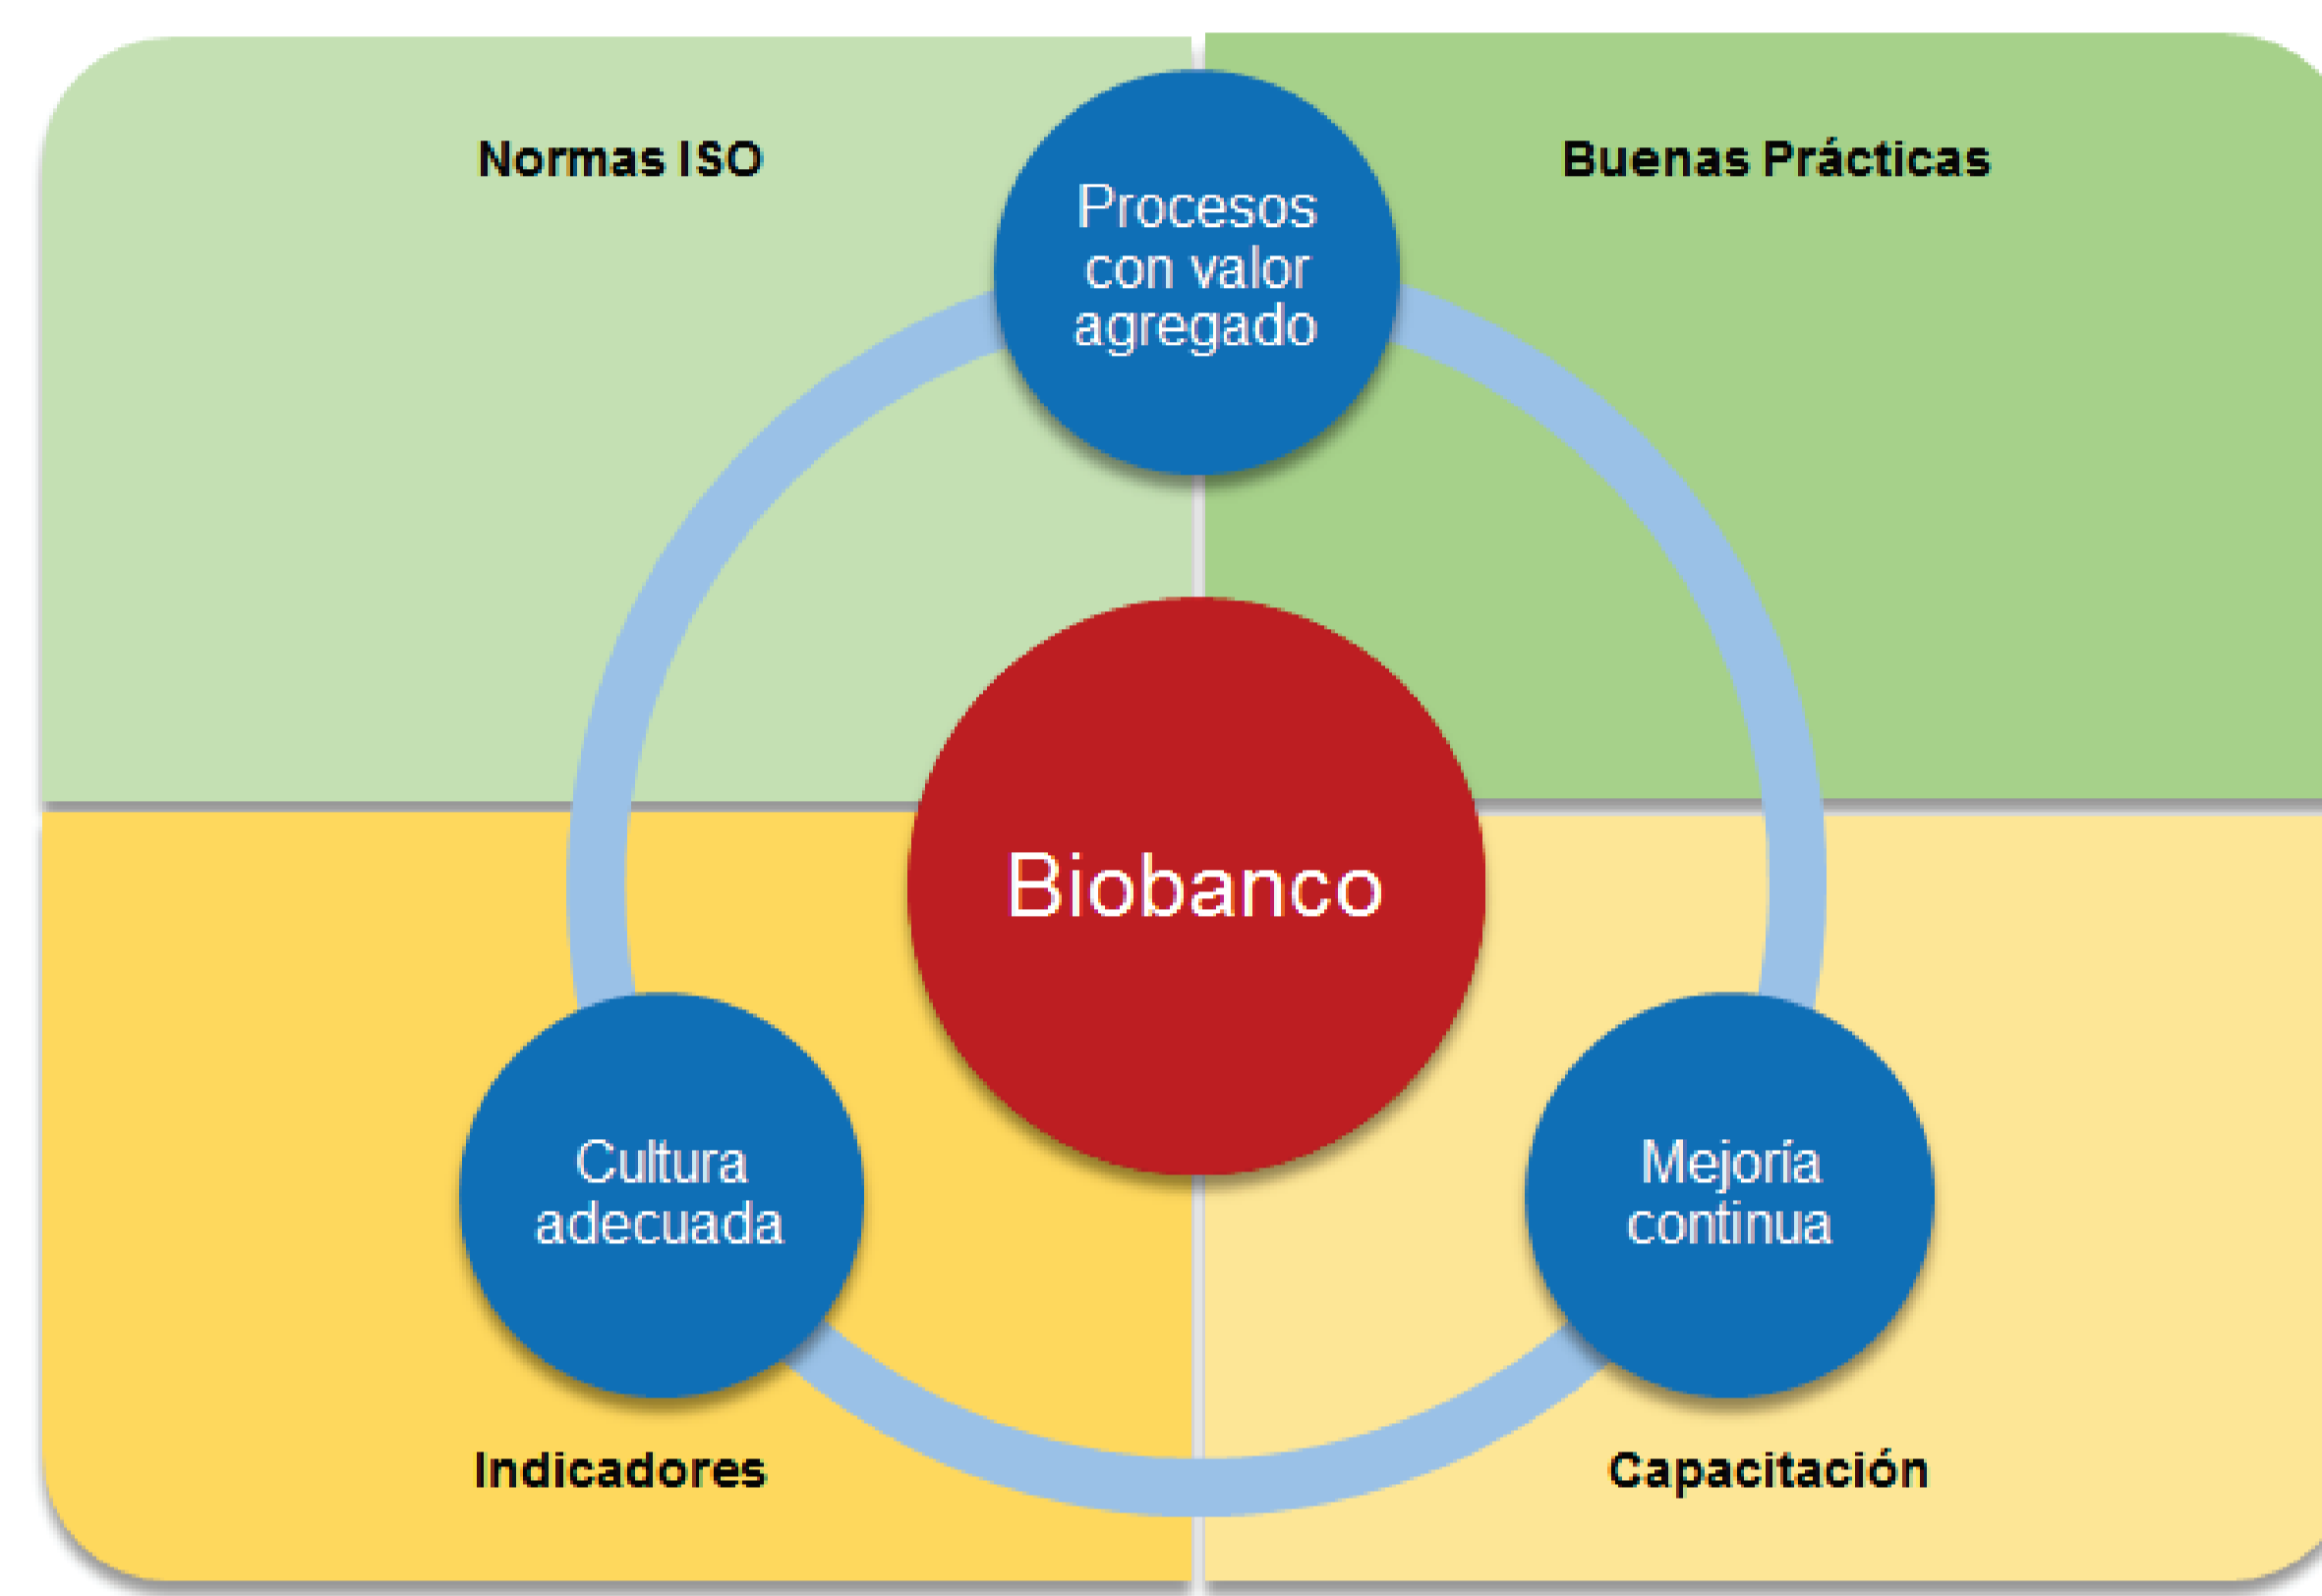 Normas ISO
Buenas Prácticas
Procesos
con valor
agregado
Biobanco
Cultura
adecuada
Mejoría
continua
Indicadores
Capacitación